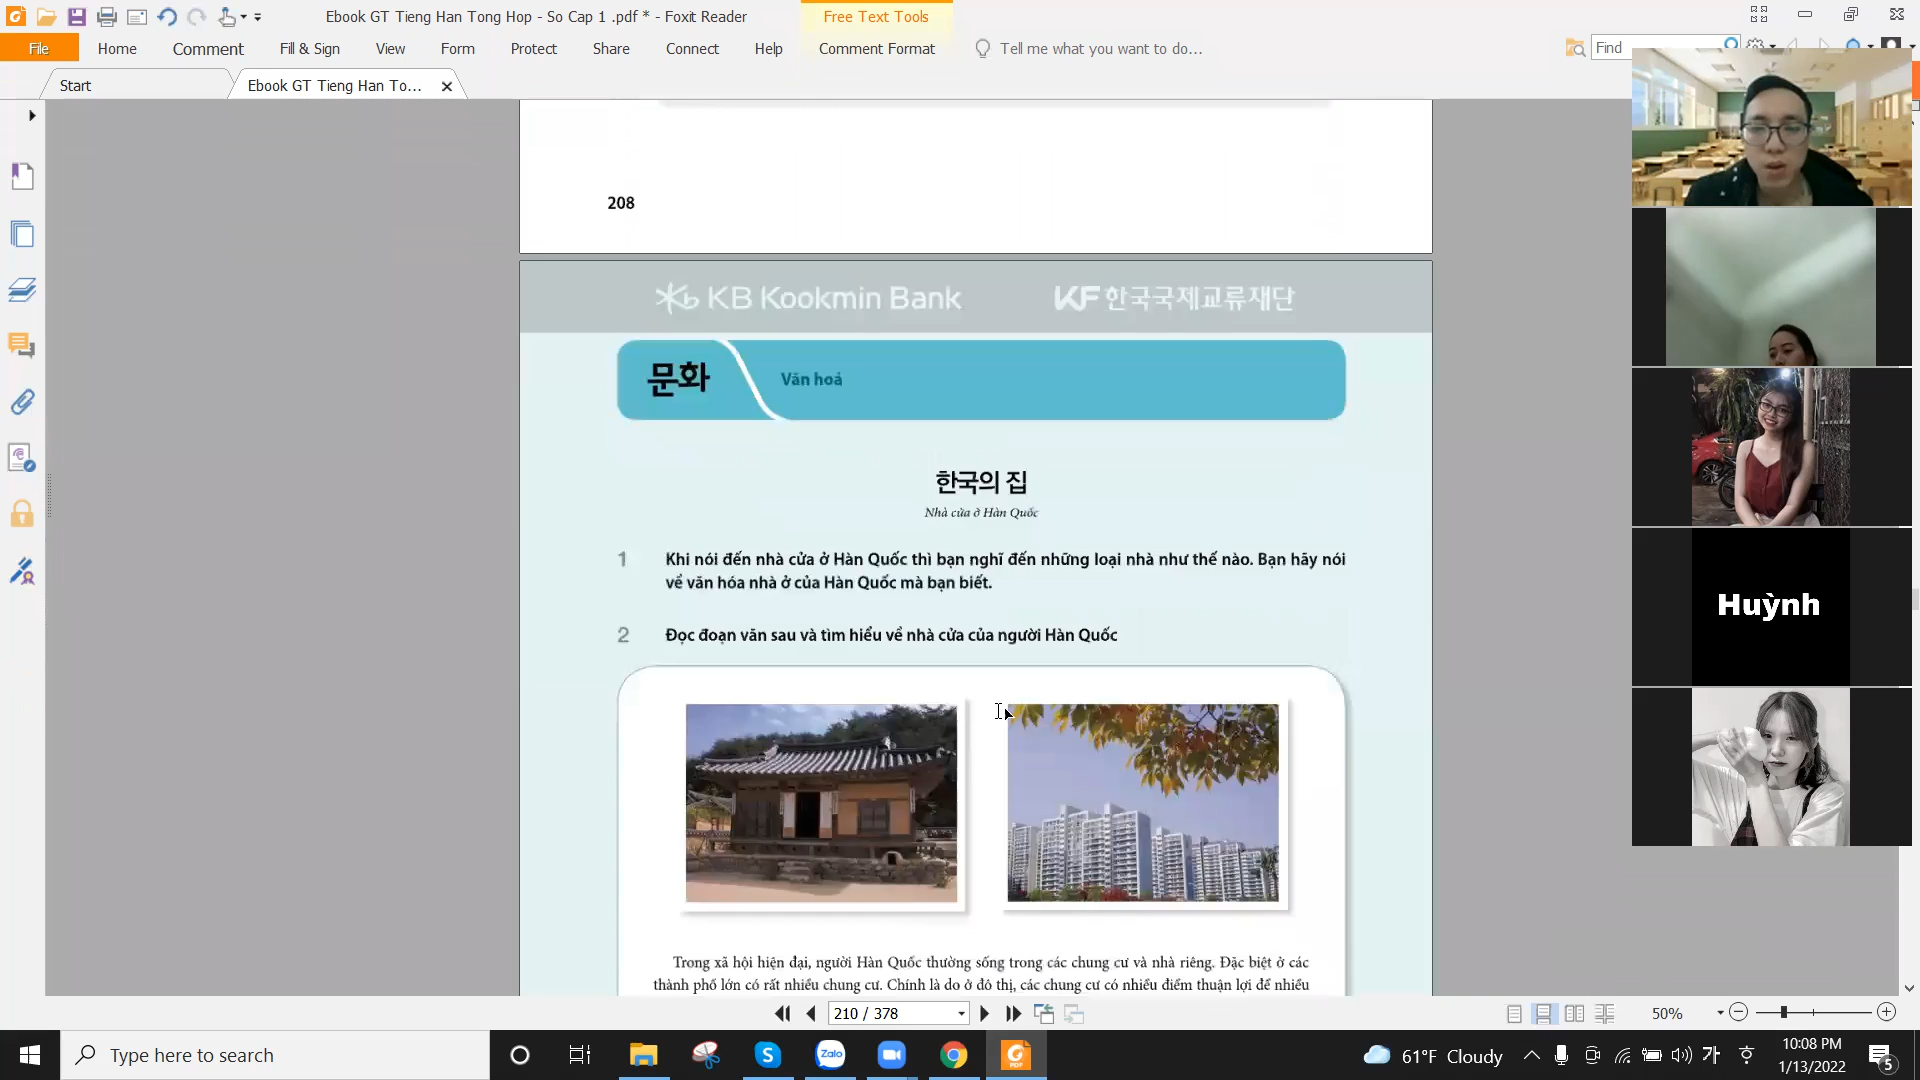 Ebook GT Tieng Han Tong Hop - So Cap 1 .pdf * - Foxit Reader
Free Text Tools
File
Home
Comment
Fill & Sign
View
Form
Protect
Share
Connect
Help
Comment Format
Tell me what you want to do...
Find
Start
Ebook GT Tieng Han To...
208
KB Kookmin Bank
KF 한국국제교류재단
문화
Văn hoá
한국의 집
Nhà cửa ở Hàn Quốc
1 Khi nói đến nhà cửa ở Hàn Quốc thì bạn nghĩ đến những loại nhà như thế nào. Bạn hãy nói
về văn hóa nhà ở của Hàn Quốc mà bạn biết.
2 Đọc đoạn văn sau và tìm hiểu về nhà cửa của người Hàn Quốc
Trong xã hội hiện đại, người Hàn Quốc thường sống trong các chung cư và nhà riêng. Đặc biệt ở các
thành phố lớn có rất nhiều chung cư. Chính là do ở đô thị, các chung cư có nhiều điểm thuận lợi để nhiều
Huỳnh
210 / 378
50%
Type here to search
Zalo
PDF
61°F Cloudy
가
10:08 PM
1/13/2022
5